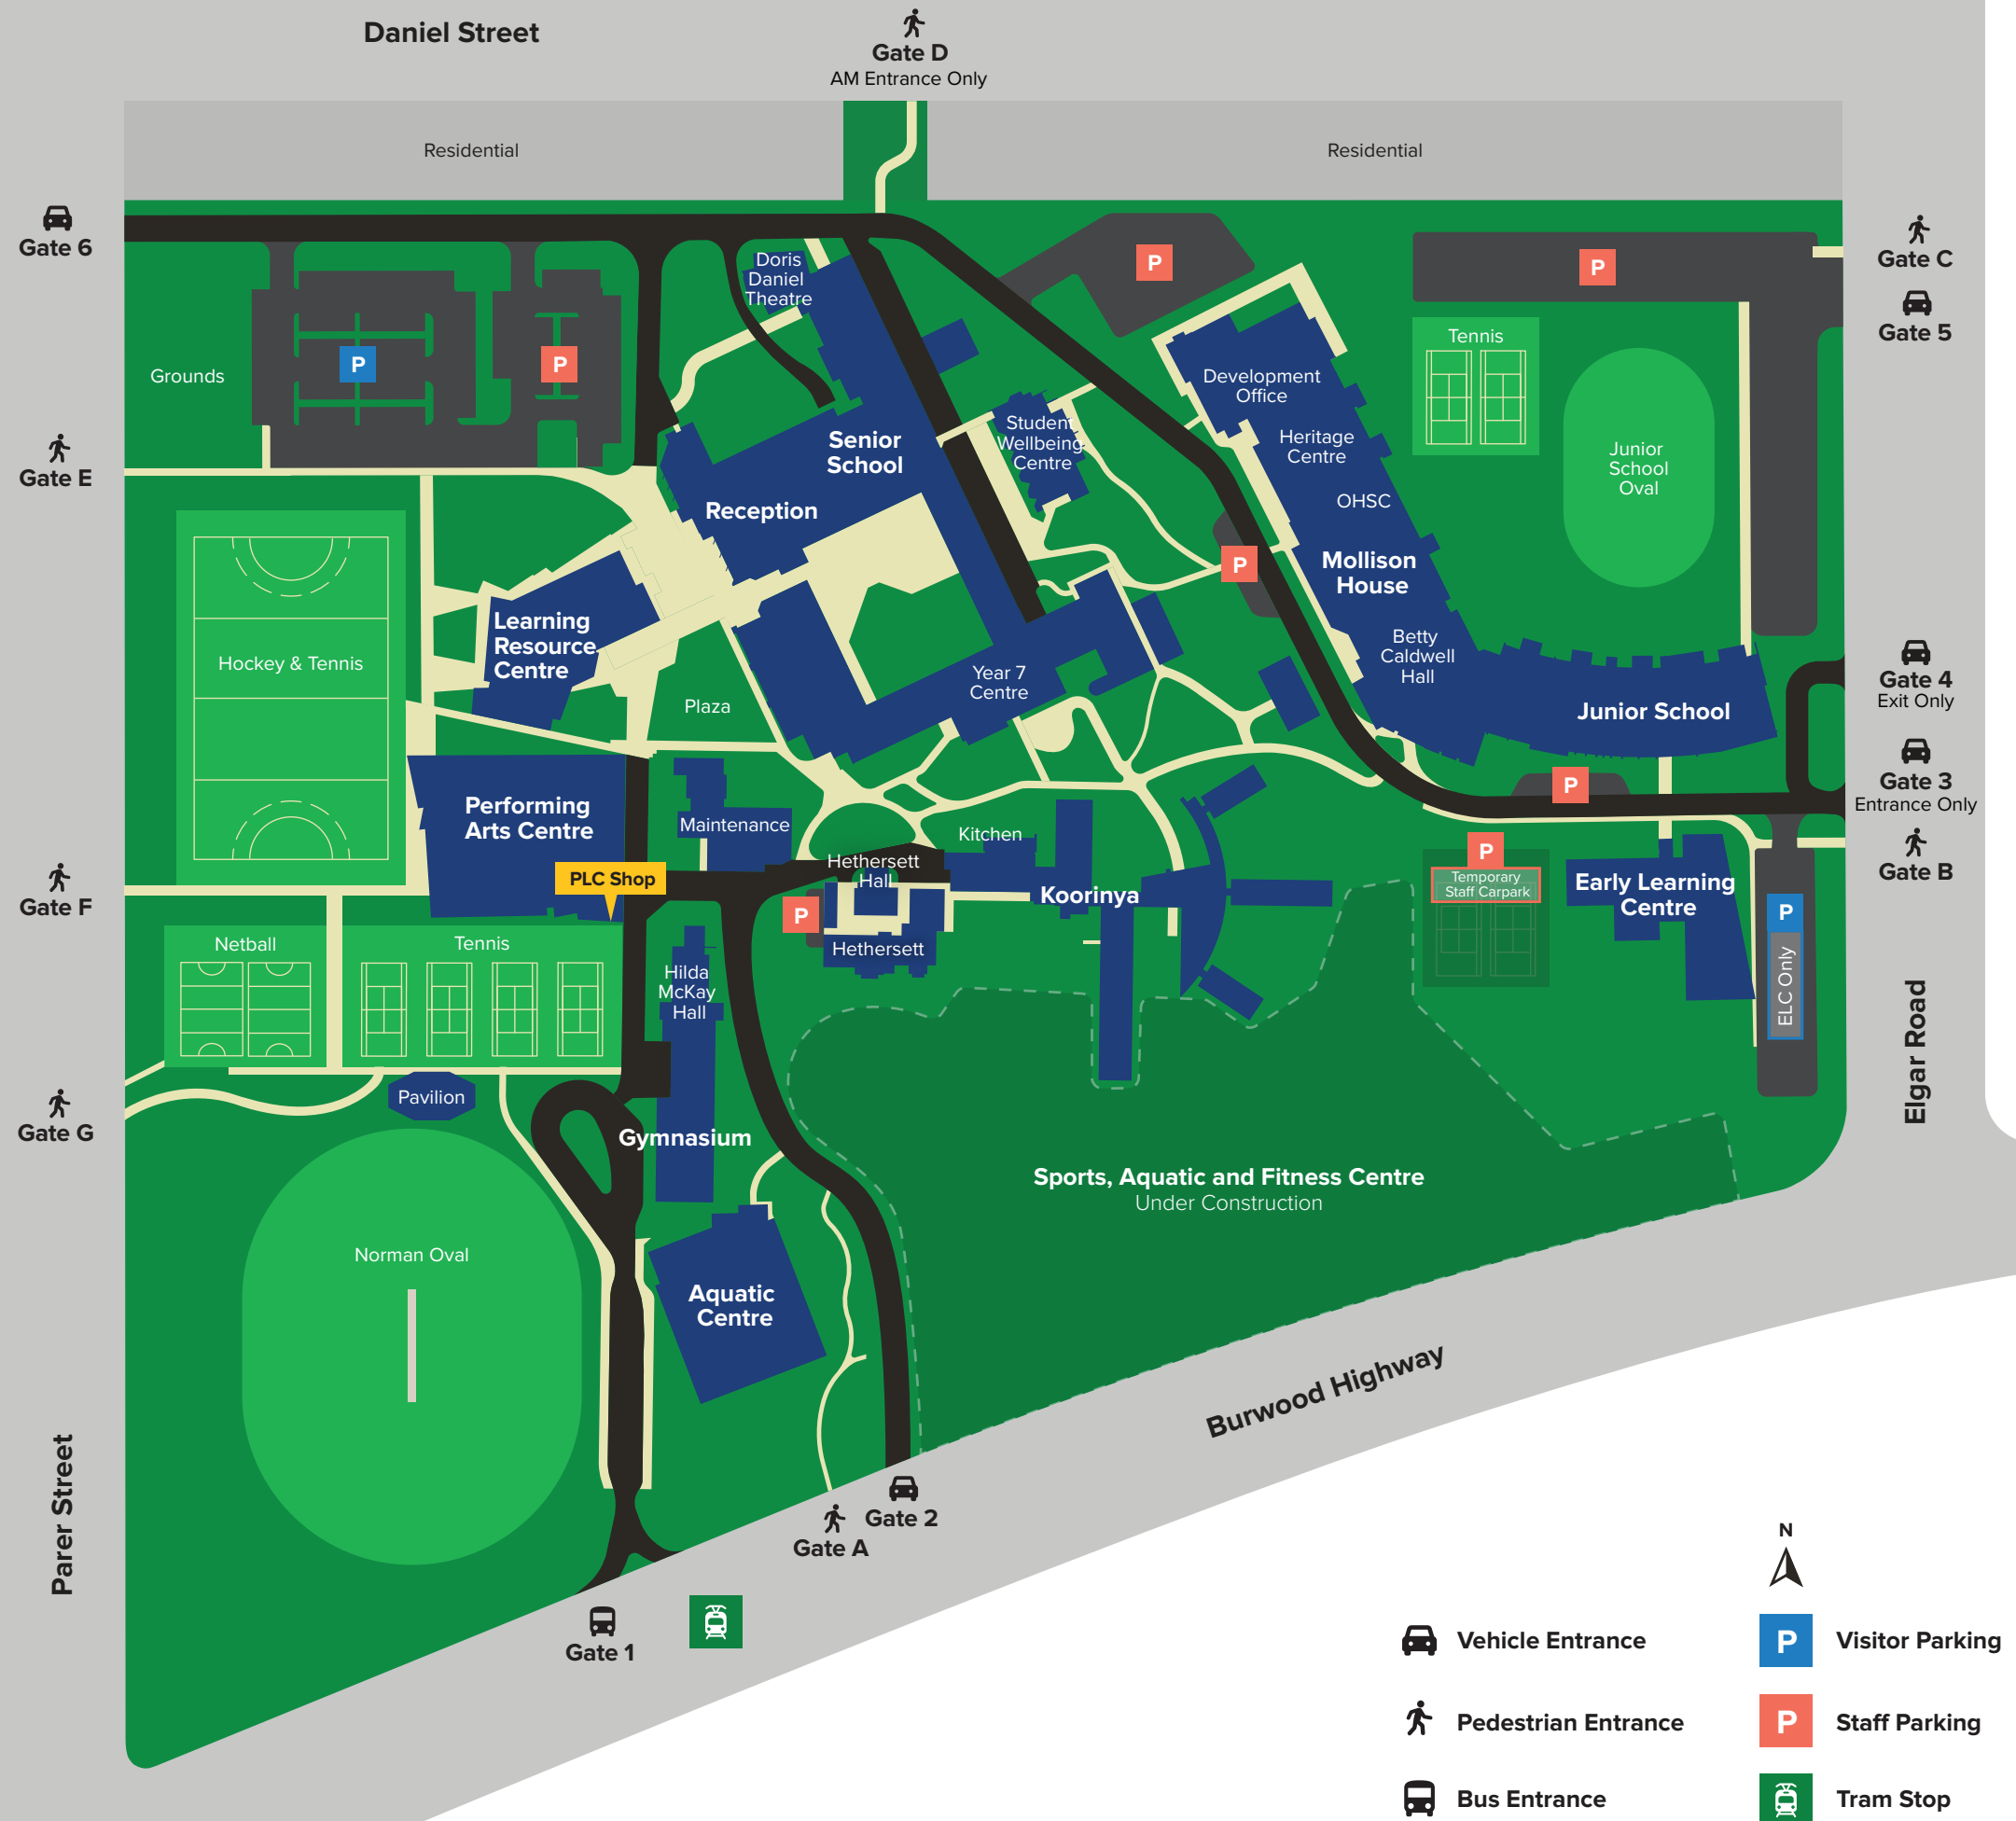 Daniel Street
Gate D
AM Entrance Only
Residential
Residential
Gate 6
Gate C
Gate 5
Doris
Daniel
Theatre
P
P
P
P
Grounds
Tennis
Development
Office
Senior
School
Student
Wellbeing
Centre
Heritage
Centre
Junior
School
Oval
Gate E
OHSC
Reception
P
Mollison
House
Learning
Resource
Centre
Hockey & Tennis
Betty
Caldwell
Hall
Year 7
Centre
Plaza
Junior School
Gate 4
Exit Only
Gate 3
Entrance Only
P
Performing
Arts Centre
Maintenance
Kitchen
Hethersett
Hall
P
Temporary
Staff Carpark
Gate B
PLC Shop
Koorinya
Early Learning
Centre
Gate F
P
P
ELC Only
Netball
Tennis
Hethersett
Hilda
McKay
Hall
Elgar Road
Pavilion
Gate G
Gymnasium
Sports, Aquatic and Fitness Centre
Under Construction
Norman Oval
Aquatic
Centre
Burwood Highway
Parer Street
Gate 2
Gate A
Gate 1
N
Vehicle Entrance
P
Visitor Parking
Pedestrian Entrance
P
Staff Parking
Bus Entrance
Tram Stop